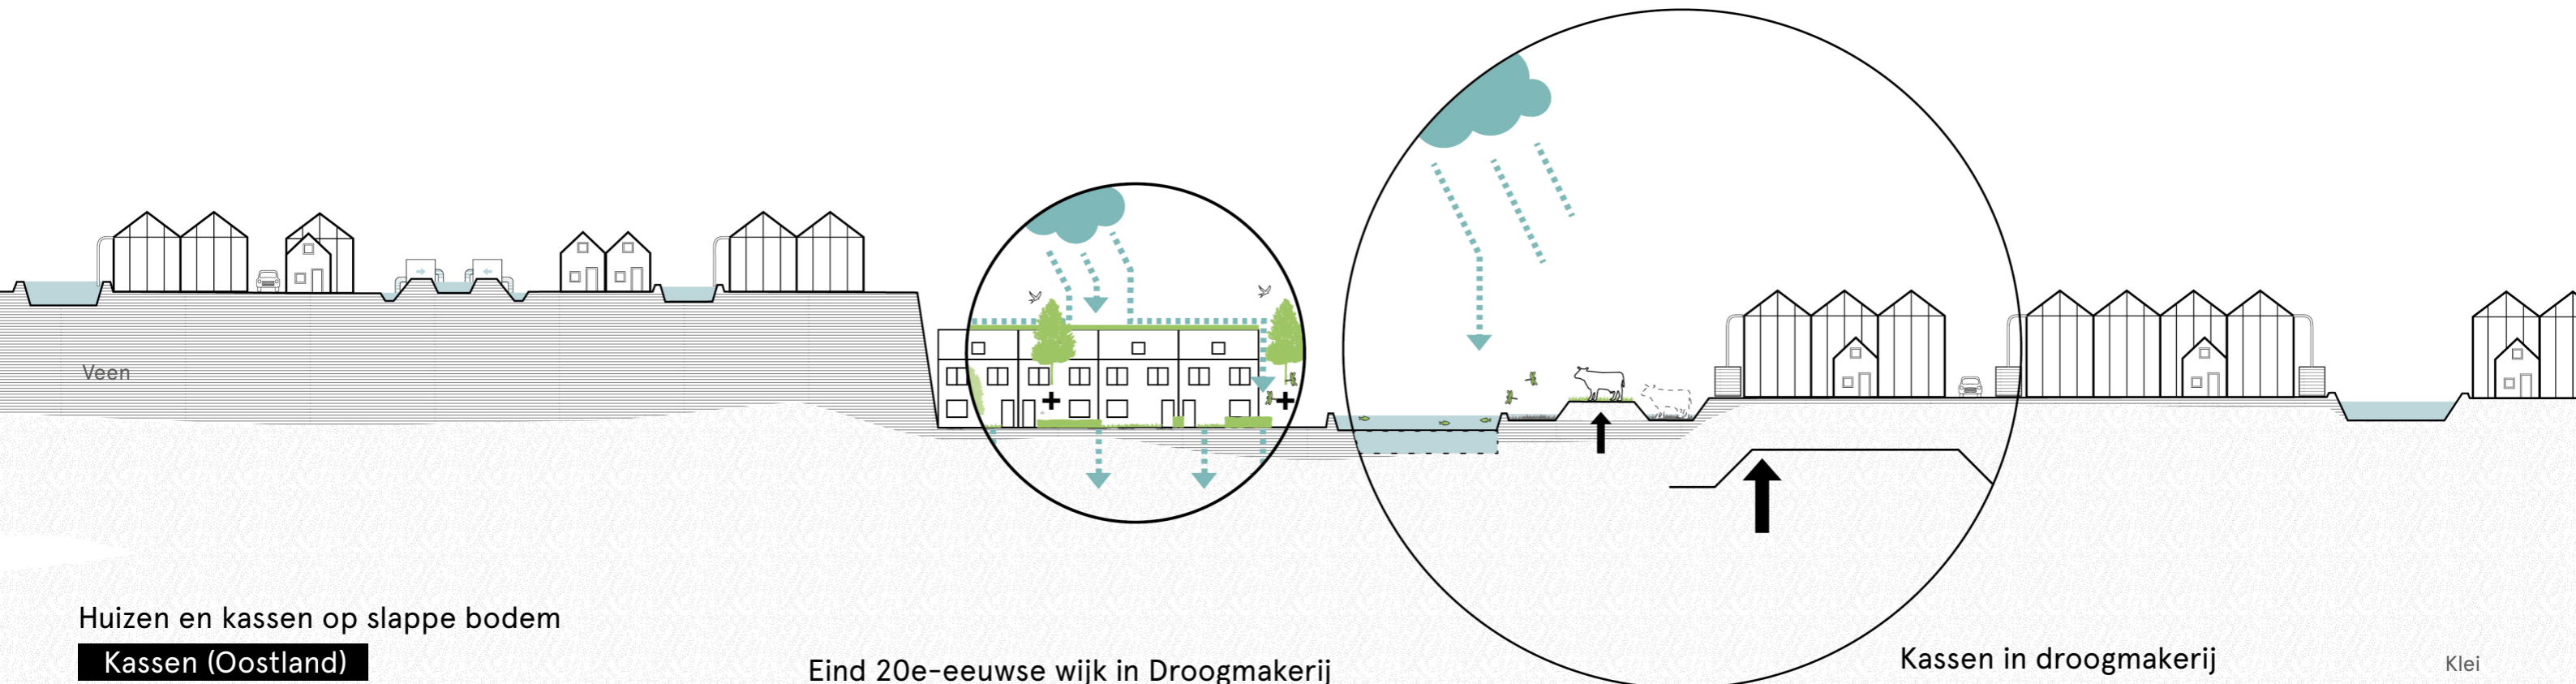 Veen
Huizen en kassen op slappe bodem
Kassen (Oostland)
Eind 20e-eeuwse wijk in Droogmakerij
Kassen in droogmakerij
Klei